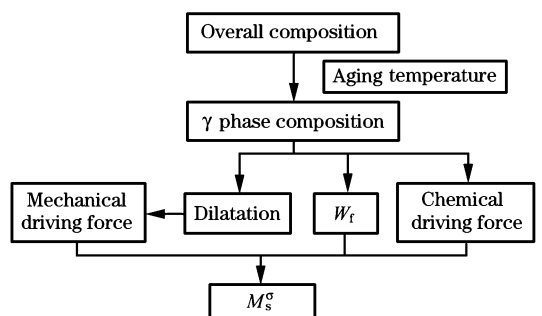 Overall composition
Aging temperature
γ phase composition
Mechanical
driving force
Dilatation
W_f
Chemical
driving force
M_s^σ